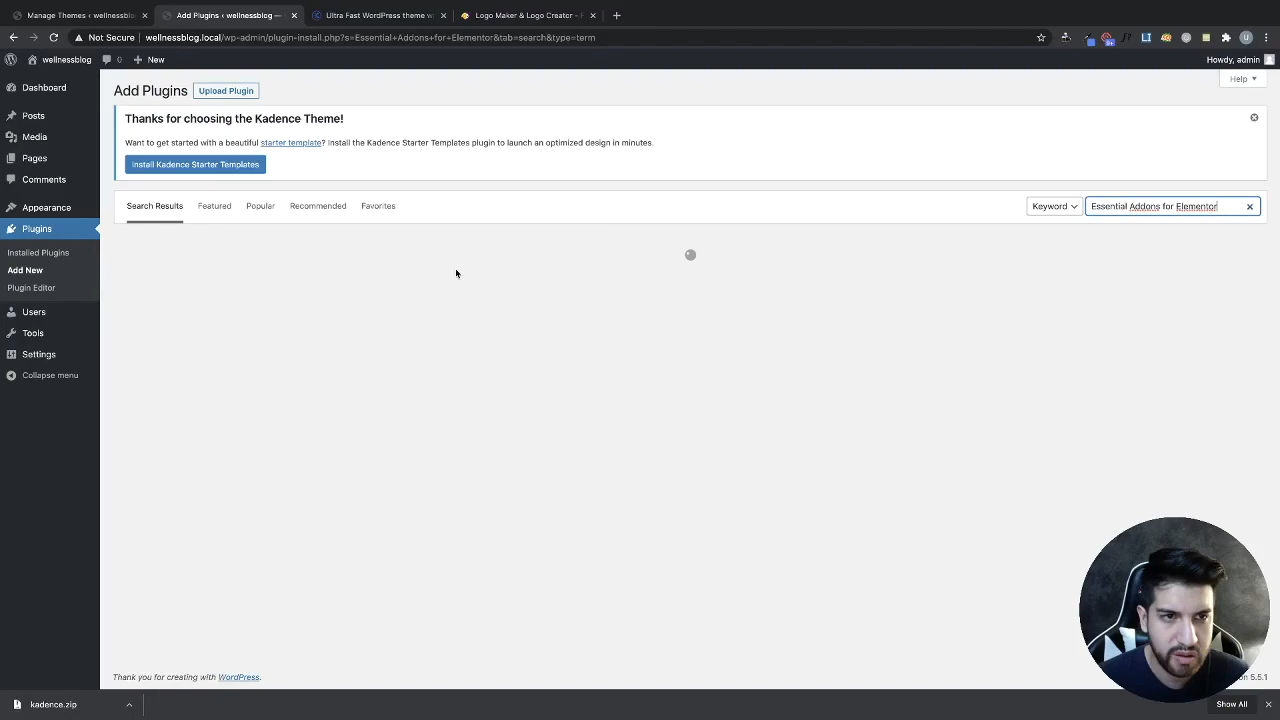 Manage Themes ‹ wellnessblog
Add Plugins ‹ wellnessblog —
Ultra Fast WordPress theme w
Logo Maker & Logo Creator - F
Not Secure
wellnessblog.local/wp-admin/plugin-install.php?s=Essential+Addons+for+Elementor&tab=search&type=term
wellnessblog
0
New
Howdy, admin
Help
Dashboard
Posts
Media
Pages
Comments
Appearance
Plugins
Installed Plugins
Add New
Plugin Editor
Users
Tools
Settings
Collapse menu
Add Plugins
Upload Plugin
Thanks for choosing the Kadence Theme!
Want to get started with a beautiful starter template? Install the Kadence Starter Templates plugin to launch an optimized design in minutes.
Install Kadence Starter Templates
Search Results
Featured
Popular
Recommended
Favorites
Keyword
Essential Addons for Elementor
Thank you for creating with WordPress.
on 5.5.1
kadence.zip
Show All